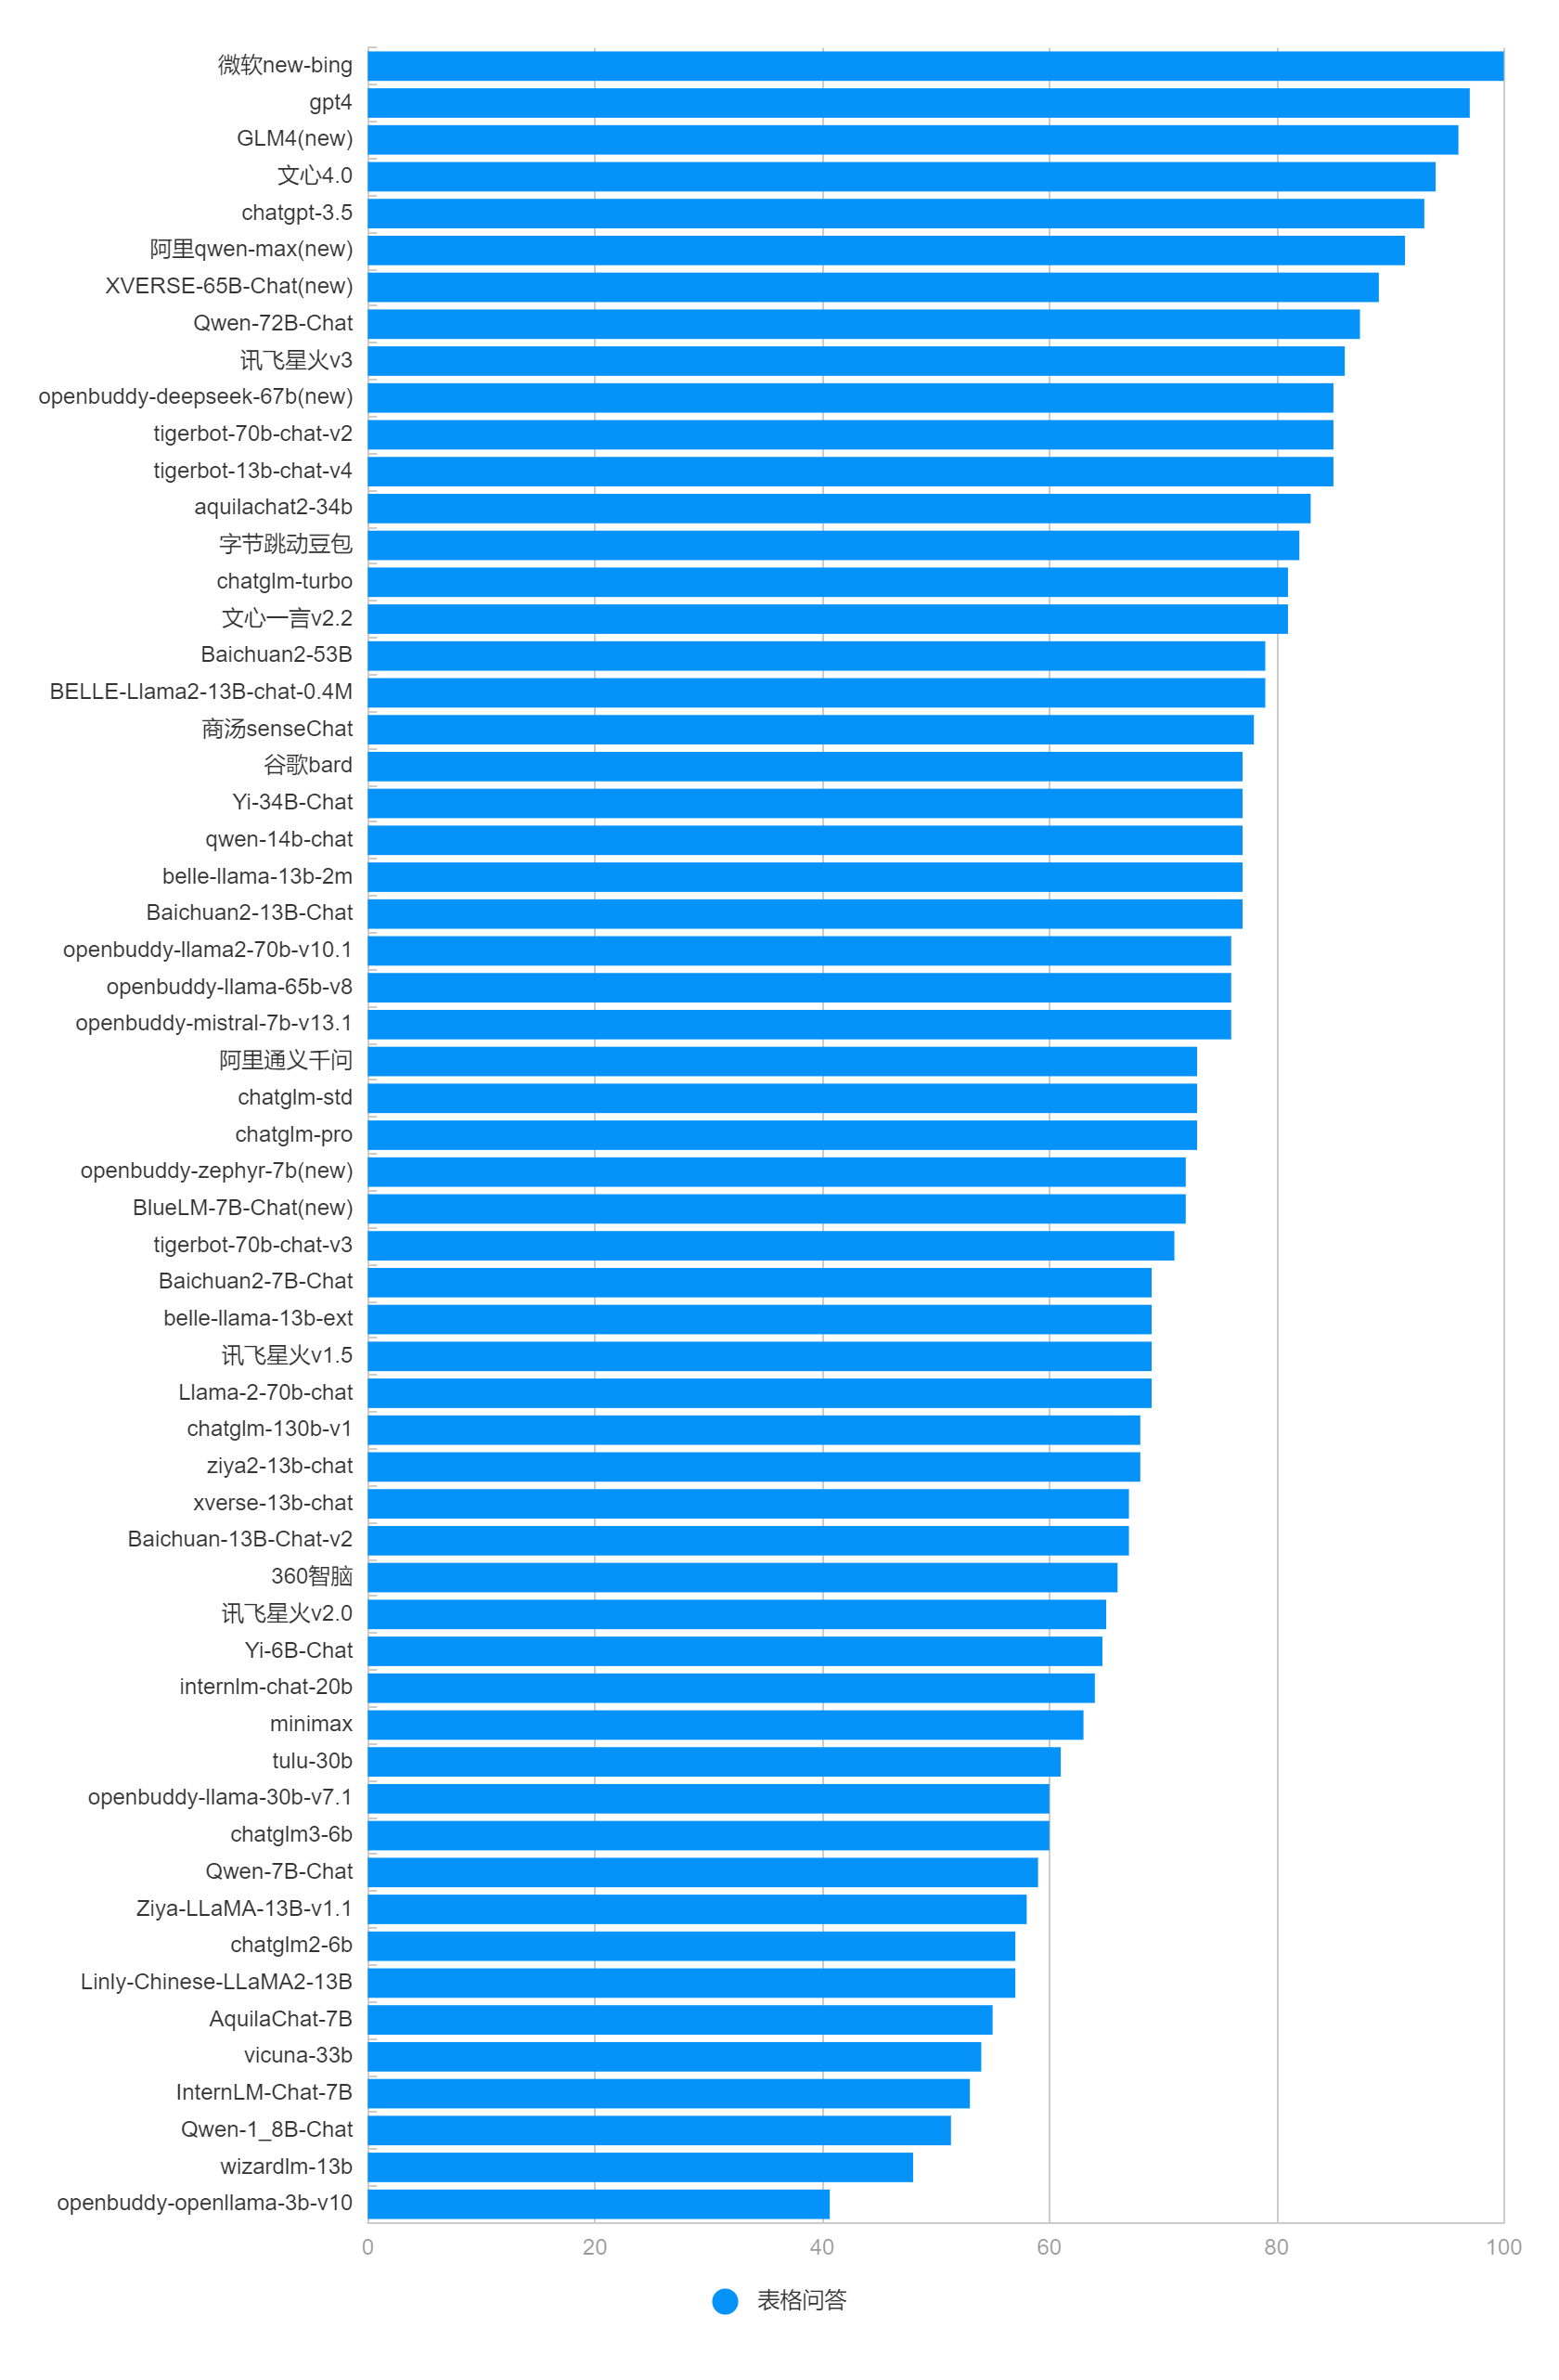 微软new-bing
gpt4
GLM4(new)
文心4.0
chatgpt-3.5
阿里qwen-max(new)
XVERSE-65B-Chat(new)
Qwen-72B-Chat
讯飞星火v3
openbuddy-deepseek-67b(new)
tigerbot-70b-chat-v2
tigerbot-13b-chat-v4
aquilachat2-34b
字节跳动豆包
chatglm-turbo
文心一言v2.2
Baichuan2-53B
BELLE-Llama2-13B-chat-0.4M
商汤senseChat
谷歌bard
Yi-34B-Chat
qwen-14b-chat
belle-llama-13b-2m
Baichuan2-13B-Chat
openbuddy-llama2-70b-v10.1
openbuddy-llama-65b-v8
openbuddy-mistral-7b-v13.1
阿里通义千问
chatglm-std
chatglm-pro
openbuddy-zephyr-7b(new)
BlueLM-7B-Chat(new)
tigerbot-70b-chat-v3
Baichuan2-7B-Chat
belle-llama-13b-ext
讯飞星火v1.5
Llama-2-70b-chat
chatglm-130b-v1
ziya2-13b-chat
xverse-13b-chat
Baichuan-13B-Chat-v2
360智脑
讯飞星火v2.0
Yi-6B-Chat
internlm-chat-20b
minimax
tulu-30b
openbuddy-llama-30b-v7.1
chatglm3-6b
Qwen-7B-Chat
Ziya-LLaMA-13B-v1.1
chatglm2-6b
Linly-Chinese-LLaMA2-13B
AquilaChat-7B
vicuna-33b
InternLM-Chat-7B
Qwen-1_8B-Chat
wizardlm-13b
openbuddy-openllama-3b-v10
0 20 40 60 80 100
表格问答